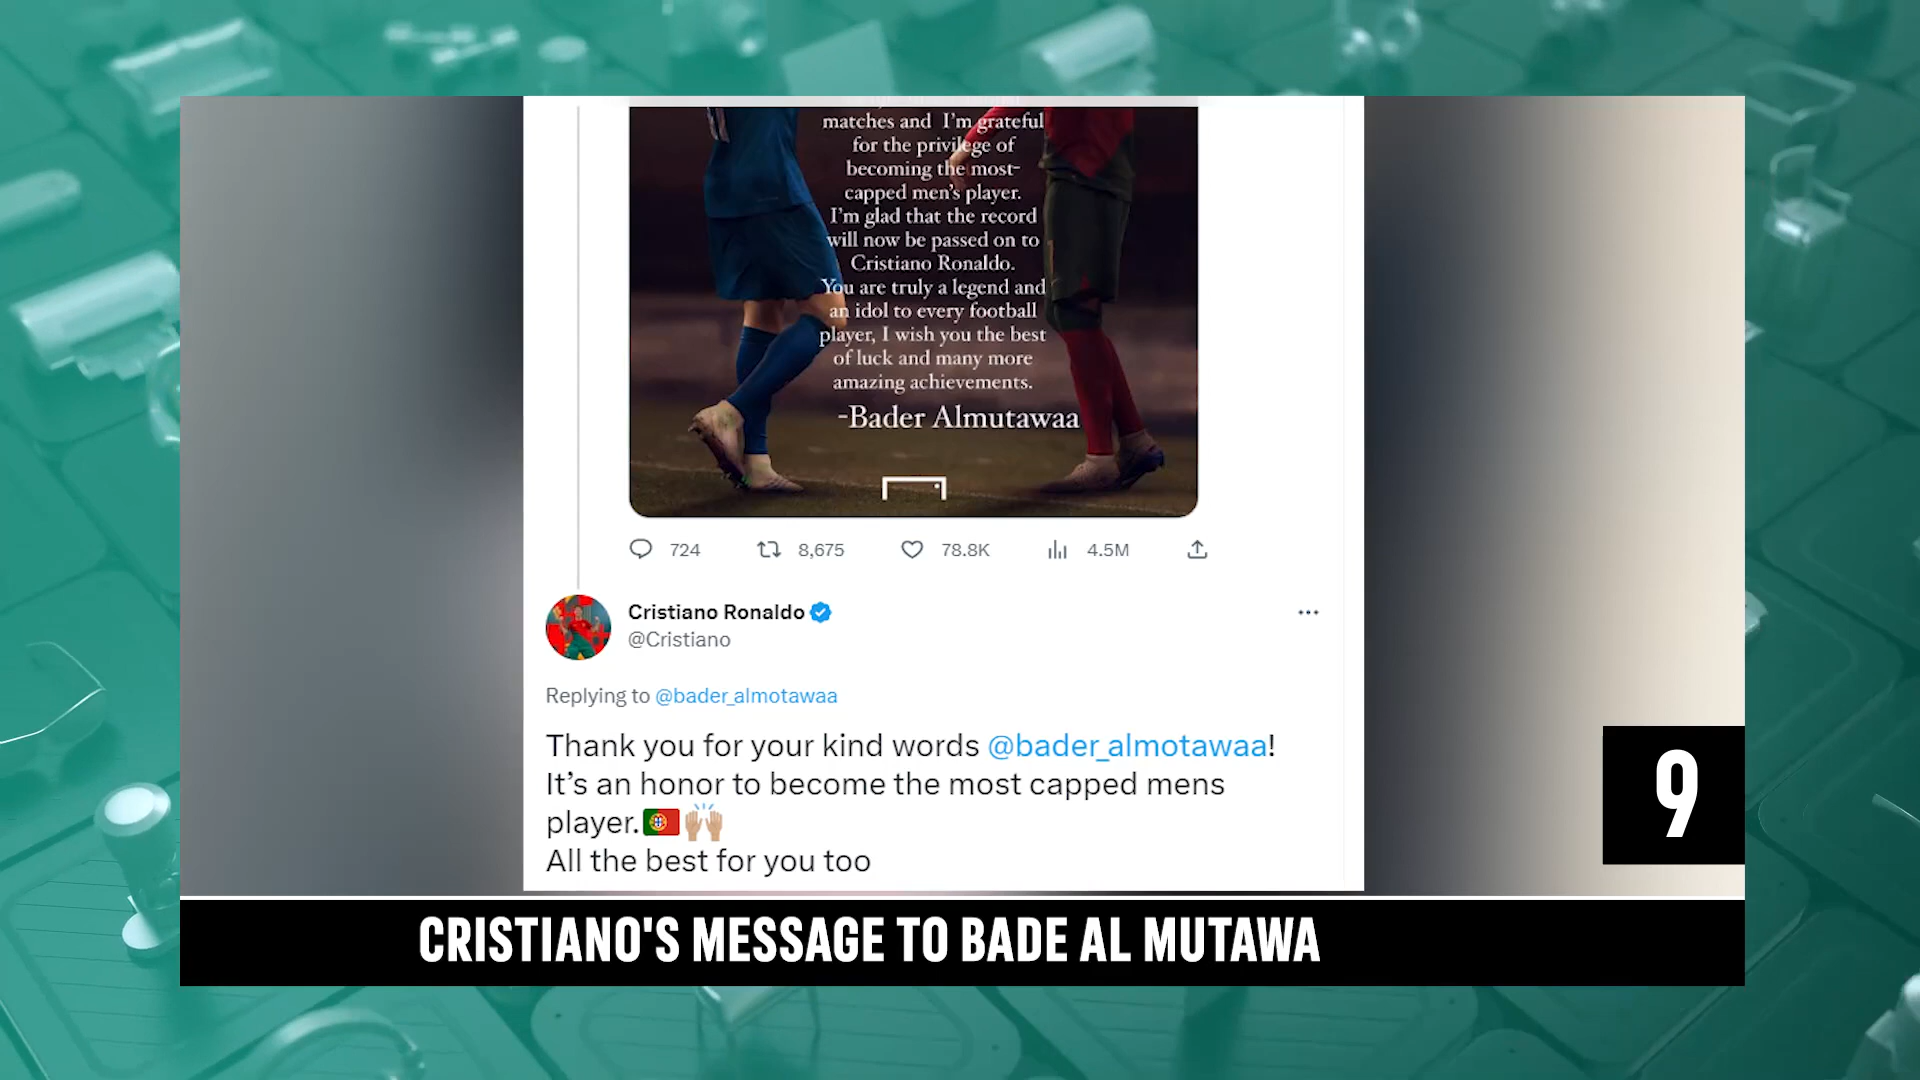 matches and I'm grateful
for the privilege of
becoming the most-
capped men's player.
I'm glad that the record
will now be passed on to
Cristiano Ronaldo.
You are truly a legend and
an idol to every football
player, I wish you the best
of luck and many more
amazing achievements.
-Bader Almutawaa
724 8,675 78.8K 4.5M
Cristiano Ronaldo
@Cristiano
Replying to @bader_almotawaa
Thank you for your kind words @bader_almotawaa!
It’s an honor to become the most capped mens
player.🇵🇹🙌🏼
All the best for you too
9
CRISTIANO'S MESSAGE TO BADE AL MUTAWA